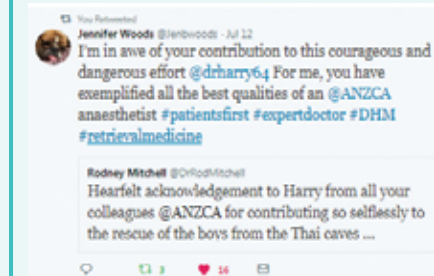 You Retweeted
Jennifer Woods @Jenbwoods · Jul 12
I'm in awe of your contribution to this courageous and
dangerous effort @drharry64 For me, you have
exemplified all the best qualities of an @ANZCA
anaesthetist #patientsfirst #expertdoctor #DHM
#retrievalmedicine
Rodney Mitchell @DrRodMitchell
Hearfelt acknowledgement to Harry from all your
colleagues @ANZCA for contributing so selflessly to
the rescue of the boys from the Thai caves ....
3 16